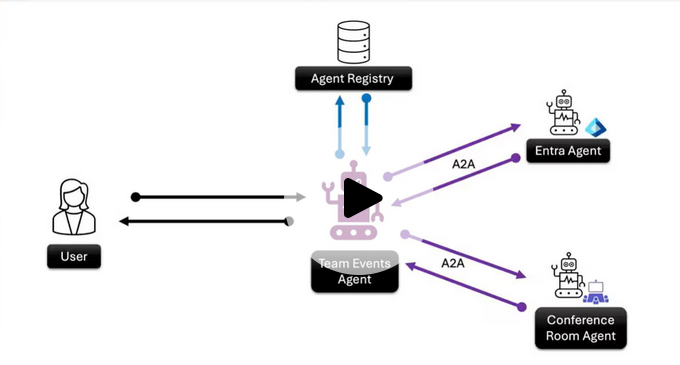 Agent Registry
Entra Agent
A2A
User
Team Events
Agent
A2A
Conference
Room Agent